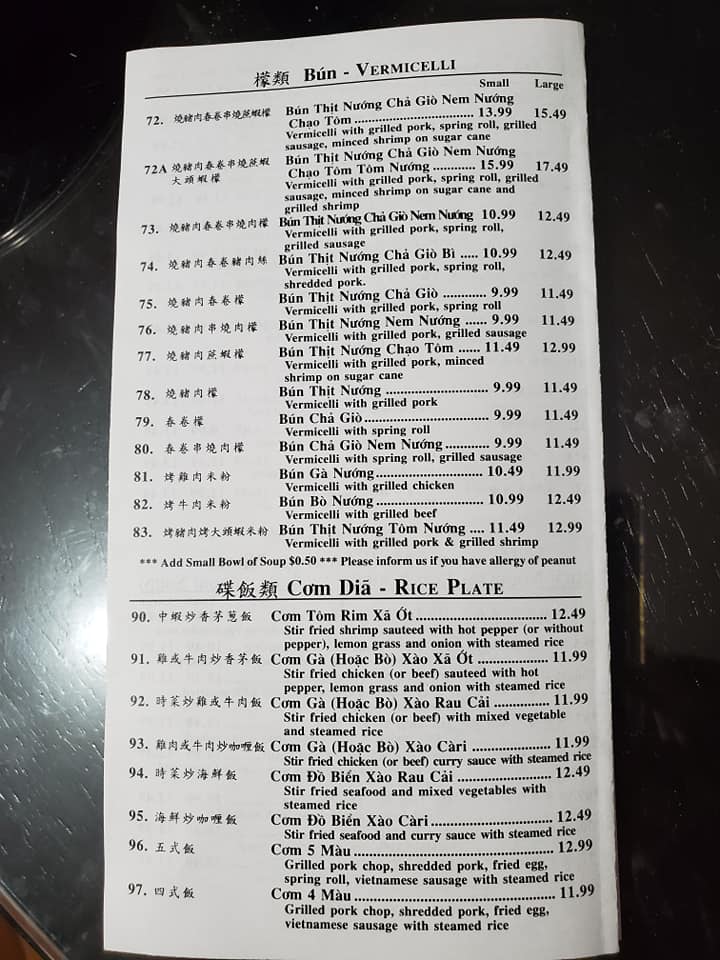 檬類 Bún - VERMICELLI
Small Large
72. 燒豬肉春卷串燒蔗蝦檬 Bún Thịt Nướng Chả Giò Nem Nướng
Chạo Tôm ................................... 13.99 15.49
Vermicelli with grilled pork, spring roll, grilled
sausage, minced shrimp on sugar cane
72A 燒豬肉春卷串燒蔗蝦 Bún Thịt Nướng Chả Giò Nem Nướng
大頭蝦檬 Chạo Tôm Tôm Nướng ............ 15.99 17.49
Vermicelli with grilled pork, spring roll, grilled
sausage, minced shrimp on sugar cane and
grilled shrimp
73. 燒豬肉春卷串燒肉檬 Bún Thịt Nướng Chả Giò Nem Nướng 10.99 12.49
Vermicelli with grilled pork, spring roll,
grilled sausage
74. 燒豬肉春卷豬肉絲 Bún Thịt Nướng Chả Giò Bì ..... 10.99 12.49
Vermicelli with grilled pork, spring roll,
shredded pork.
75. 燒豬肉春卷檬 Bún Thịt Nướng Chả Giò ............ 9.99 11.49
Vermicelli with grilled pork, spring roll
76. 燒豬肉串燒肉檬 Bún Thịt Nướng Nem Nướng ...... 9.99 11.49
Vermicelli with grilled pork, grilled sausage
77. 燒豬肉蔗蝦檬 Bún Thịt Nướng Chạo Tôm ...... 11.49 12.99
Vermicelli with grilled pork, minced
shrimp on sugar cane
78. 燒豬肉檬 Bún Thịt Nướng ............................ 9.99 11.49
Vermicelli with grilled pork
79. 春卷檬 Bún Chả Giò.................................. 9.99 11.49
Vermicelli with spring roll
80. 春卷串燒肉檬 Bún Chả Giò Nem Nướng............ 9.99 11.49
Vermicelli with spring roll, grilled sausage
81. 烤雞肉米粉 Bún Gà Nướng.............................. 10.49 11.99
Vermicelli with grilled chicken
82. 烤牛肉米粉 Bún Bò Nướng.............................. 10.99 12.49
Vermicelli with grilled beef
83. 烤豬肉烤大頭蝦米粉 Bún Thịt Nướng Tôm Nướng .... 11.49 12.99
Vermicelli with grilled pork & grilled shrimp
*** Add Small Bowl of Soup $0.50 *** Please inform us if you have allergy of peanut
碟飯類 Cơm Diã - RICE PLATE
90. 中蝦炒香茅蔥飯 Cơm Tôm Rim Xã Ớt ................................... 12.49
Stir fried shrimp sauteed with hot pepper (or without
pepper), lemon grass and onion with steamed rice
91. 雞或牛肉炒香茅飯 Cơm Gà (Hoặc Bò) Xào Xã Ớt ................... 11.99
Stir fried chicken (or beef) sauteed with hot
pepper, lemon grass and onion with steamed rice
92. 時菜炒雞或牛肉飯 Cơm Gà (Hoặc Bò) Xào Rau Cải ............... 11.99
Stir fried chicken (or beef) with mixed vegetable
and steamed rice
93. 雞肉或牛肉炒咖喱飯 Cơm Gà (Hoặc Bò) Xào Càri ..................... 11.99
Stir fried chicken (or beef) curry sauce with steamed rice
94. 時菜炒海鮮飯 Cơm Đồ Biển Xào Rau Cải ......................... 12.49
Stir fried seafood and mixed vegetables with
steamed rice
95. 海鮮炒咖喱飯 Cơm Đồ Biển Xào Càri................................ 12.49
Stir fried seafood and curry sauce with steamed rice
96. 五式飯 Cơm 5 Màu..................................................... 12.99
Grilled pork chop, shredded pork, fried egg,
spring roll, vietnamese sausage with steamed rice
97. 四式飯 Cơm 4 Màu..................................................... 11.99
Grilled pork chop, shredded pork, fried egg,
vietnamese sausage with steamed rice